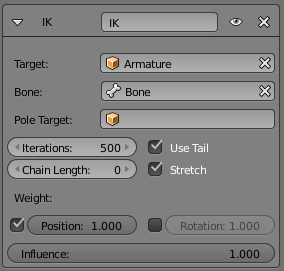 IK IK
Target: Armature
Bone: Bone
Pole Target:
Iterations: 500 Use Tail
Chain Length: 0 Stretch
Weight:
Position: 1.000 Rotation: 1.000
Influence: 1.000